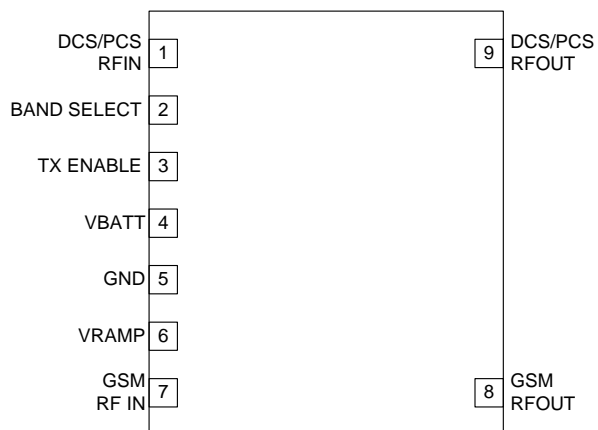 DCS/PCS
RFIN
1
9
DCS/PCS
RFOUT
BAND SELECT
2
TX ENABLE
3
VBATT
4
GND
5
VRAMP
6
GSM
RF IN
7
8
GSM
RFOUT